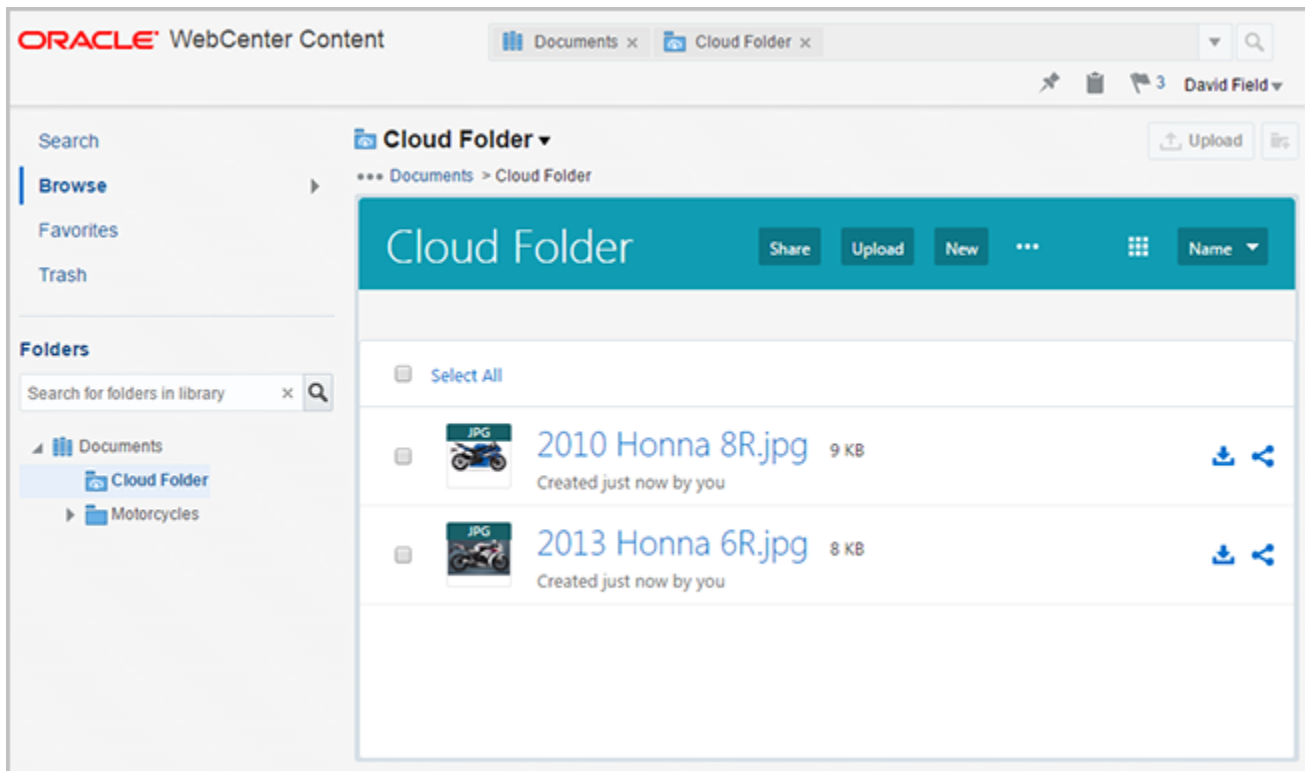 ORACLE® WebCenter Content
Documents × Cloud Folder ×
3 David Field
Search
Browse
Favorites
Trash
Folders
Search for folders in library ×
Documents
Cloud Folder
Motorcycles
Cloud Folder
Upload
••• Documents > Cloud Folder
Cloud Folder Share Upload New ••• Name
Select All
JPG 2010 Honna 8R.jpg 9 KB
Created just now by you
JPG 2013 Honna 6R.jpg 8 KB
Created just now by you